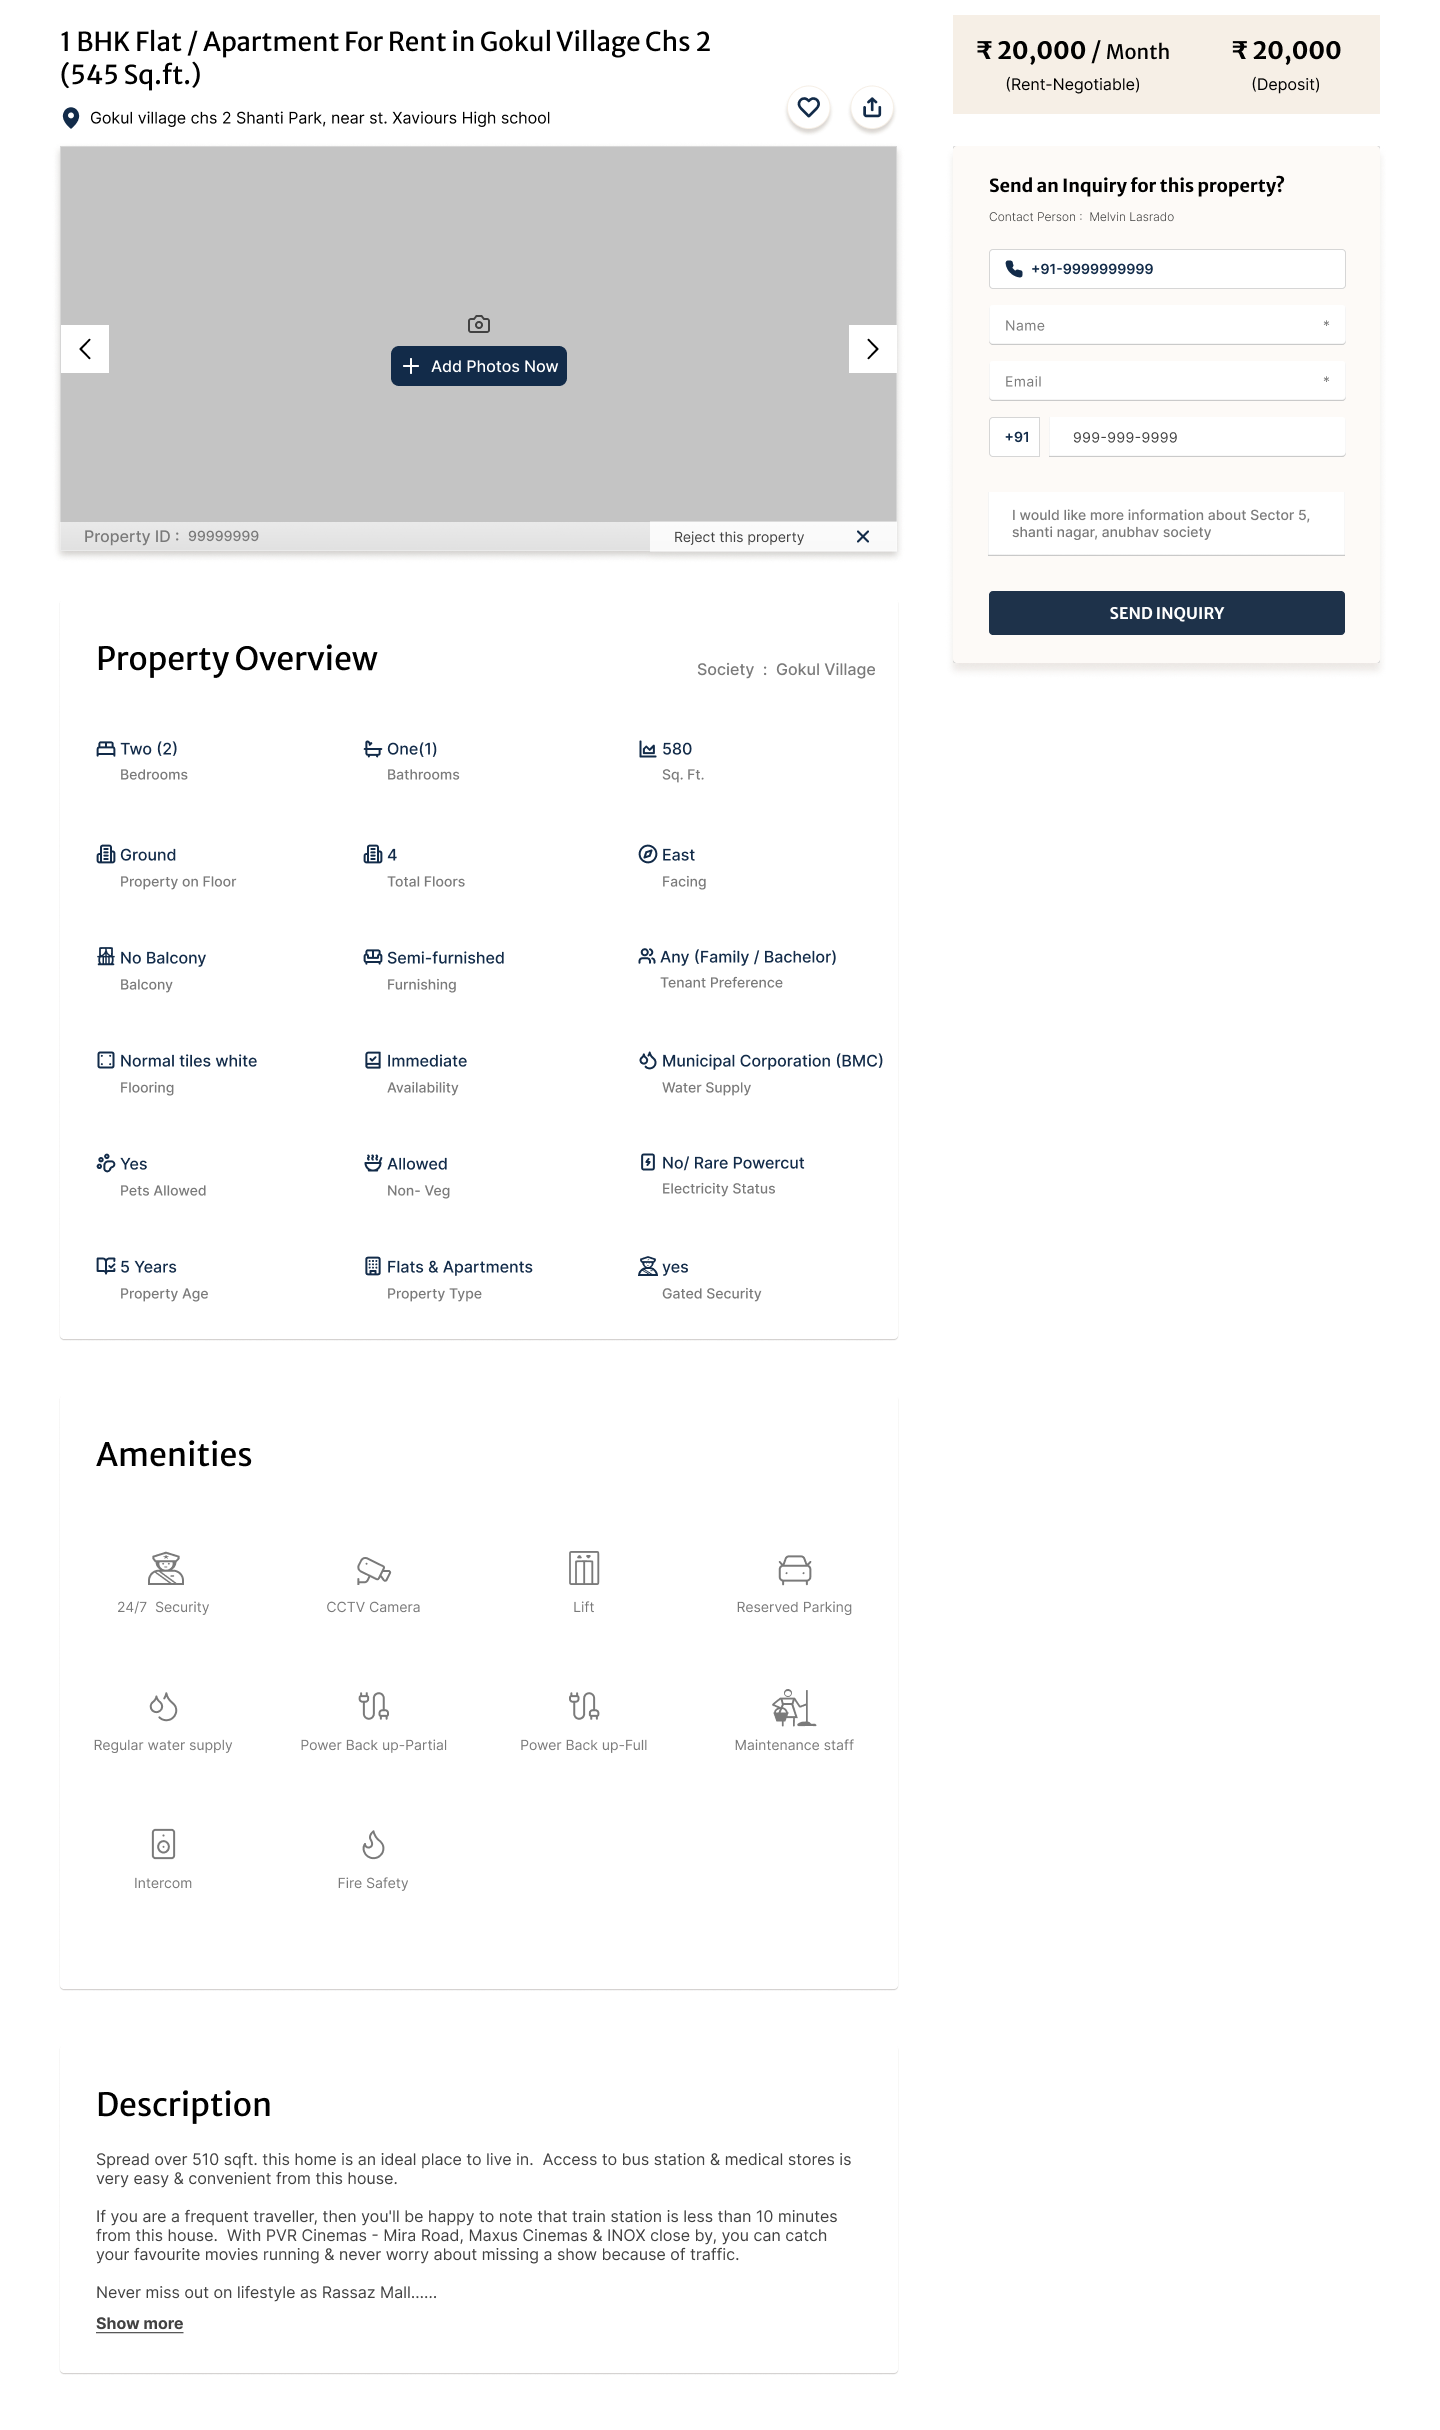 1 BHK Flat / Apartment For Rent in Gokul Village Chs 2
(545 Sq.ft.)
Gokul village chs 2 Shanti Park, near st. Xaviours High school
₹ 20,000 / Month
(Rent-Negotiable)
₹ 20,000
(Deposit)
Add Photos Now
Property ID : 99999999
Reject this property
Send an Inquiry for this property?
Contact Person : Melvin Lasrado
+91-9999999999
Name *
Email *
+91 999-999-9999
I would like more information about Sector 5,
shanti nagar, anubhav society
SEND INQUIRY
Property Overview
Society : Gokul Village
Two (2)
Bedrooms
One(1)
Bathrooms
580
Sq. Ft.
Ground
Property on Floor
4
Total Floors
East
Facing
No Balcony
Balcony
Semi-furnished
Furnishing
Any (Family / Bachelor)
Tenant Preference
Normal tiles white
Flooring
Immediate
Availability
Municipal Corporation (BMC)
Water Supply
Yes
Pets Allowed
Allowed
Non- Veg
No/ Rare Powercut
Electricity Status
5 Years
Property Age
Flats & Apartments
Property Type
yes
Gated Security
Amenities
24/7 Security
CCTV Camera
Lift
Reserved Parking
Regular water supply
Power Back up-Partial
Power Back up-Full
Maintenance staff
Intercom
Fire Safety
Description
Spread over 510 sqft. this home is an ideal place to live in. Access to bus station & medical stores is
very easy & convenient from this house.
If you are a frequent traveller, then you'll be happy to note that train station is less than 10 minutes
from this house. With PVR Cinemas - Mira Road, Maxus Cinemas & INOX close by, you can catch
your favourite movies running & never worry about missing a show because of traffic.
Never miss out on lifestyle as Rassaz Mall......
Show more